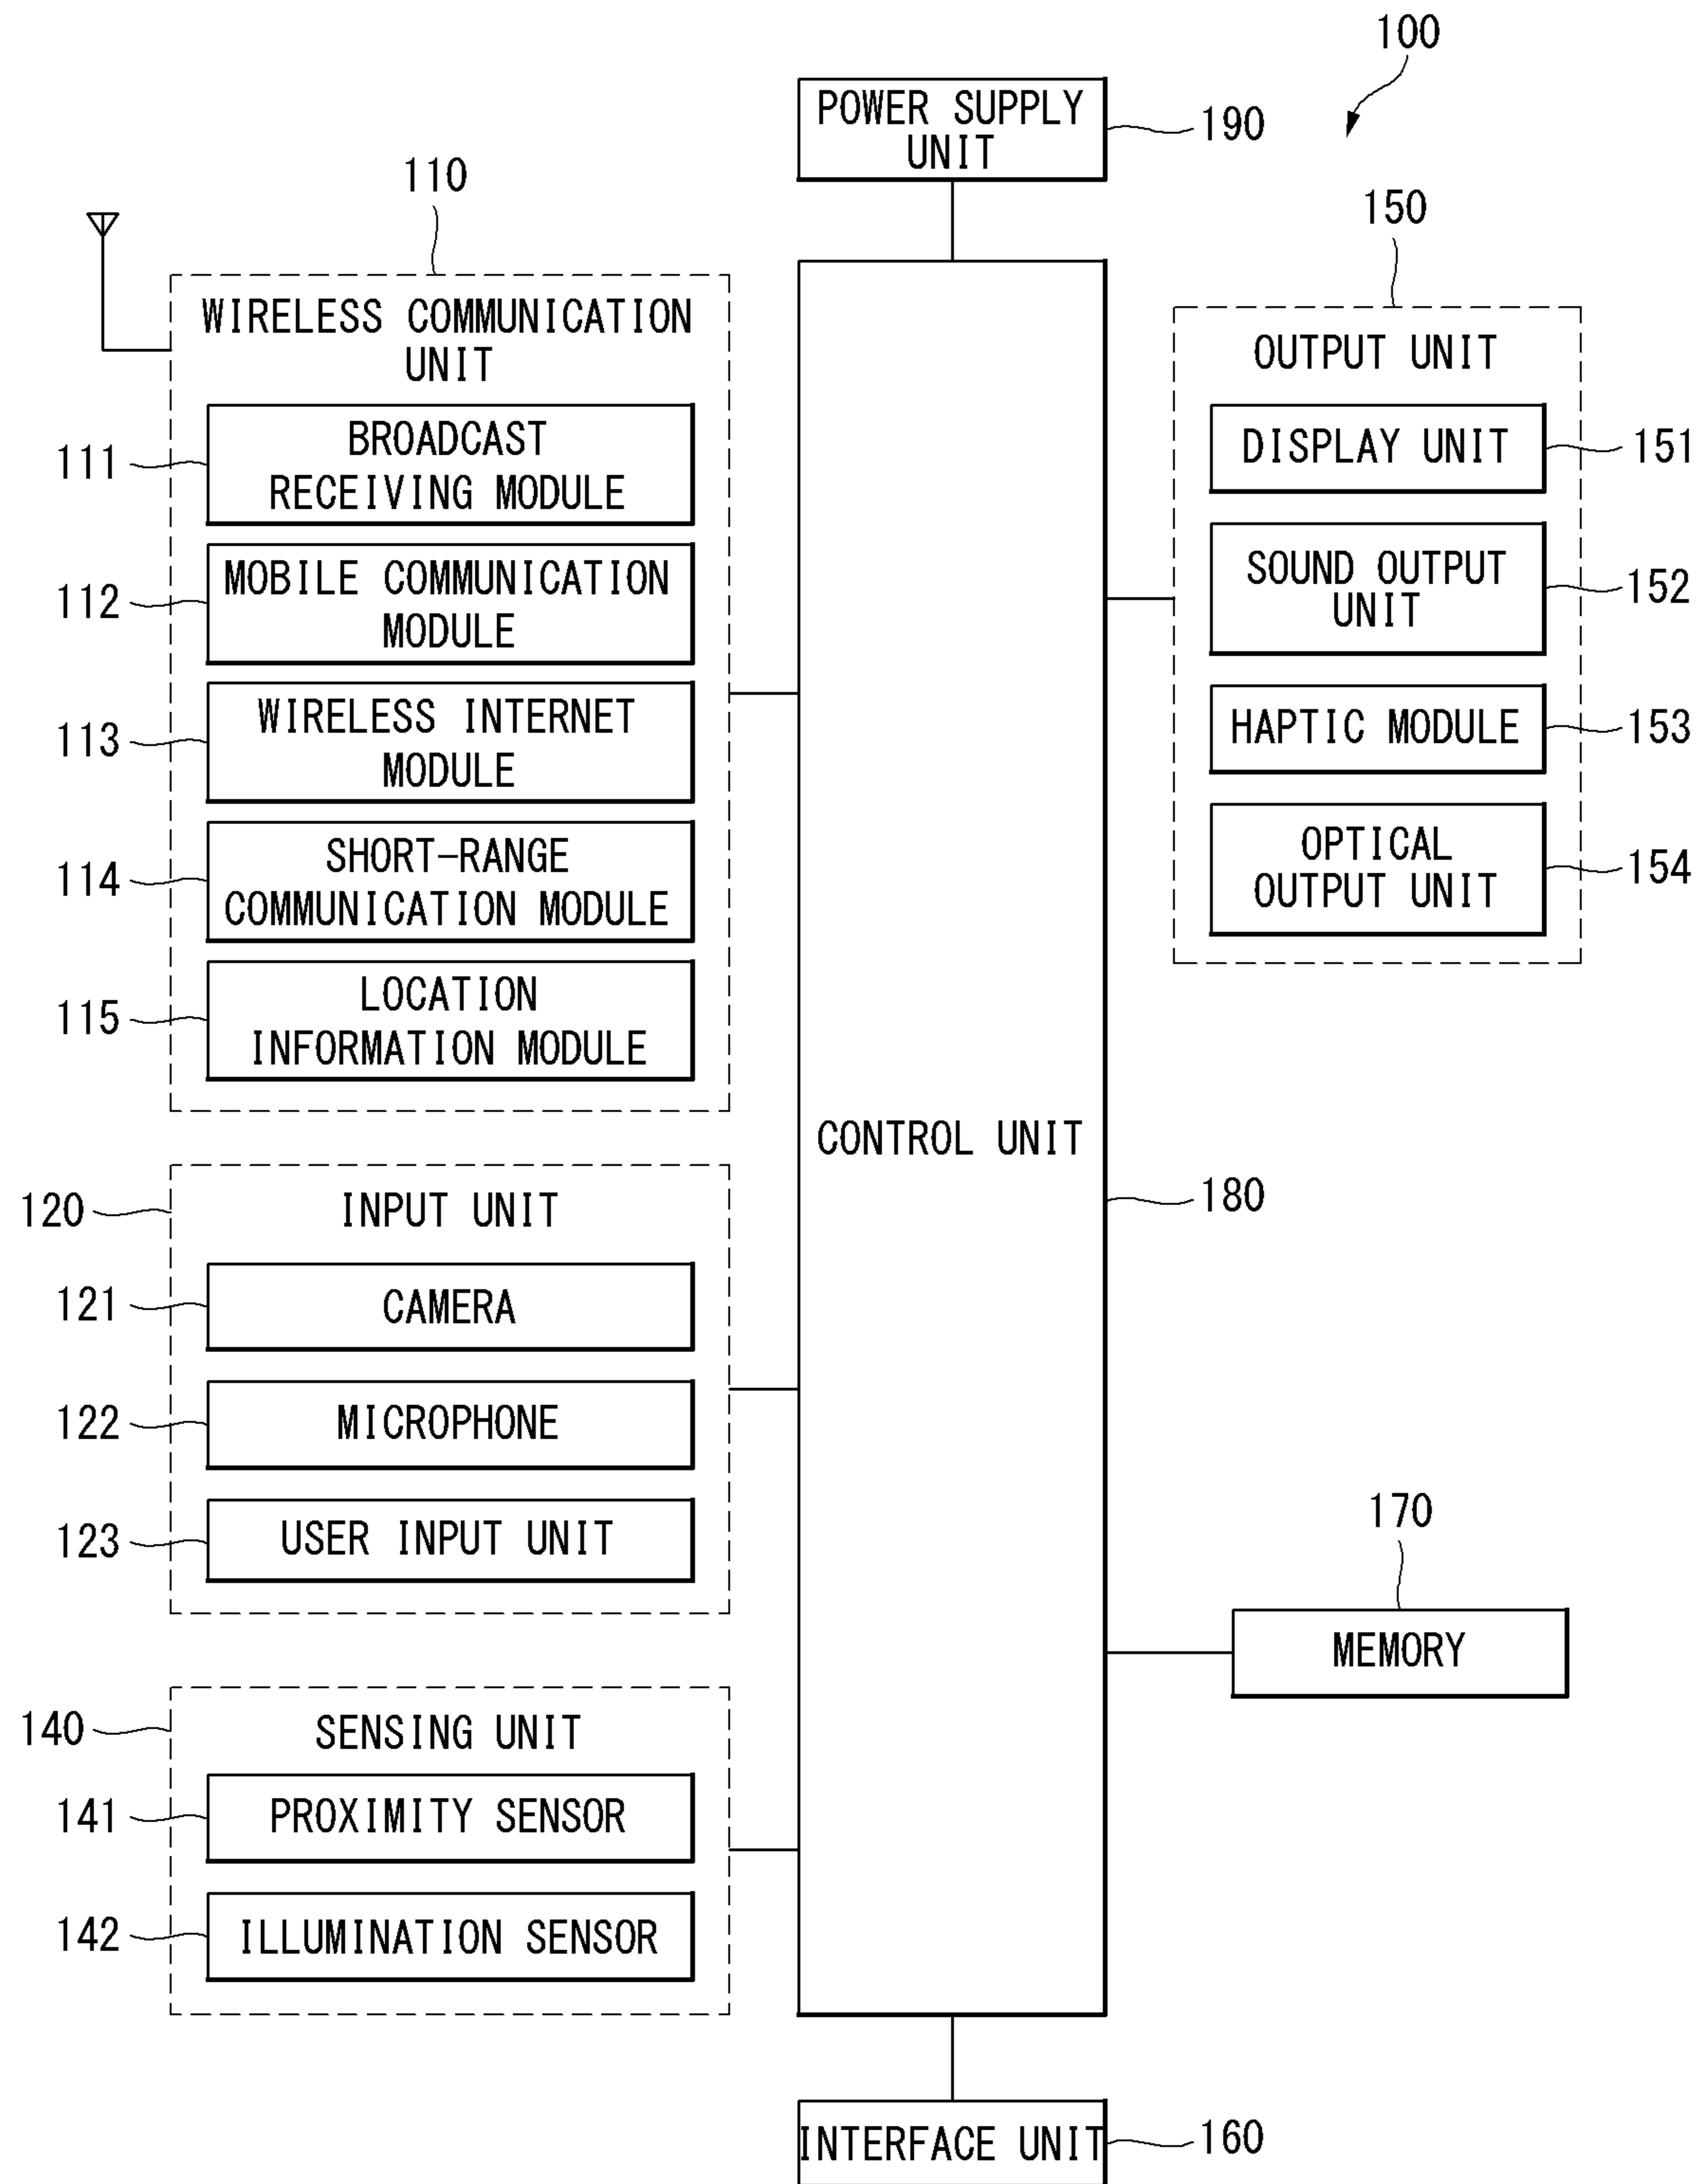 100
POWER SUPPLY
UNIT
190
110
WIRELESS COMMUNICATION
UNIT
111
BROADCAST
RECEIVING MODULE
112
MOBILE COMMUNICATION
MODULE
113
WIRELESS INTERNET
MODULE
114
SHORT-RANGE
COMMUNICATION MODULE
115
LOCATION
INFORMATION MODULE
120
INPUT UNIT
121
CAMERA
122
MICROPHONE
123
USER INPUT UNIT
140
SENSING UNIT
141
PROXIMITY SENSOR
142
ILLUMINATION SENSOR
CONTROL UNIT
180
150
OUTPUT UNIT
DISPLAY UNIT
151
SOUND OUTPUT
UNIT
152
HAPTIC MODULE
153
OPTICAL
OUTPUT UNIT
154
170
MEMORY
INTERFACE UNIT
160